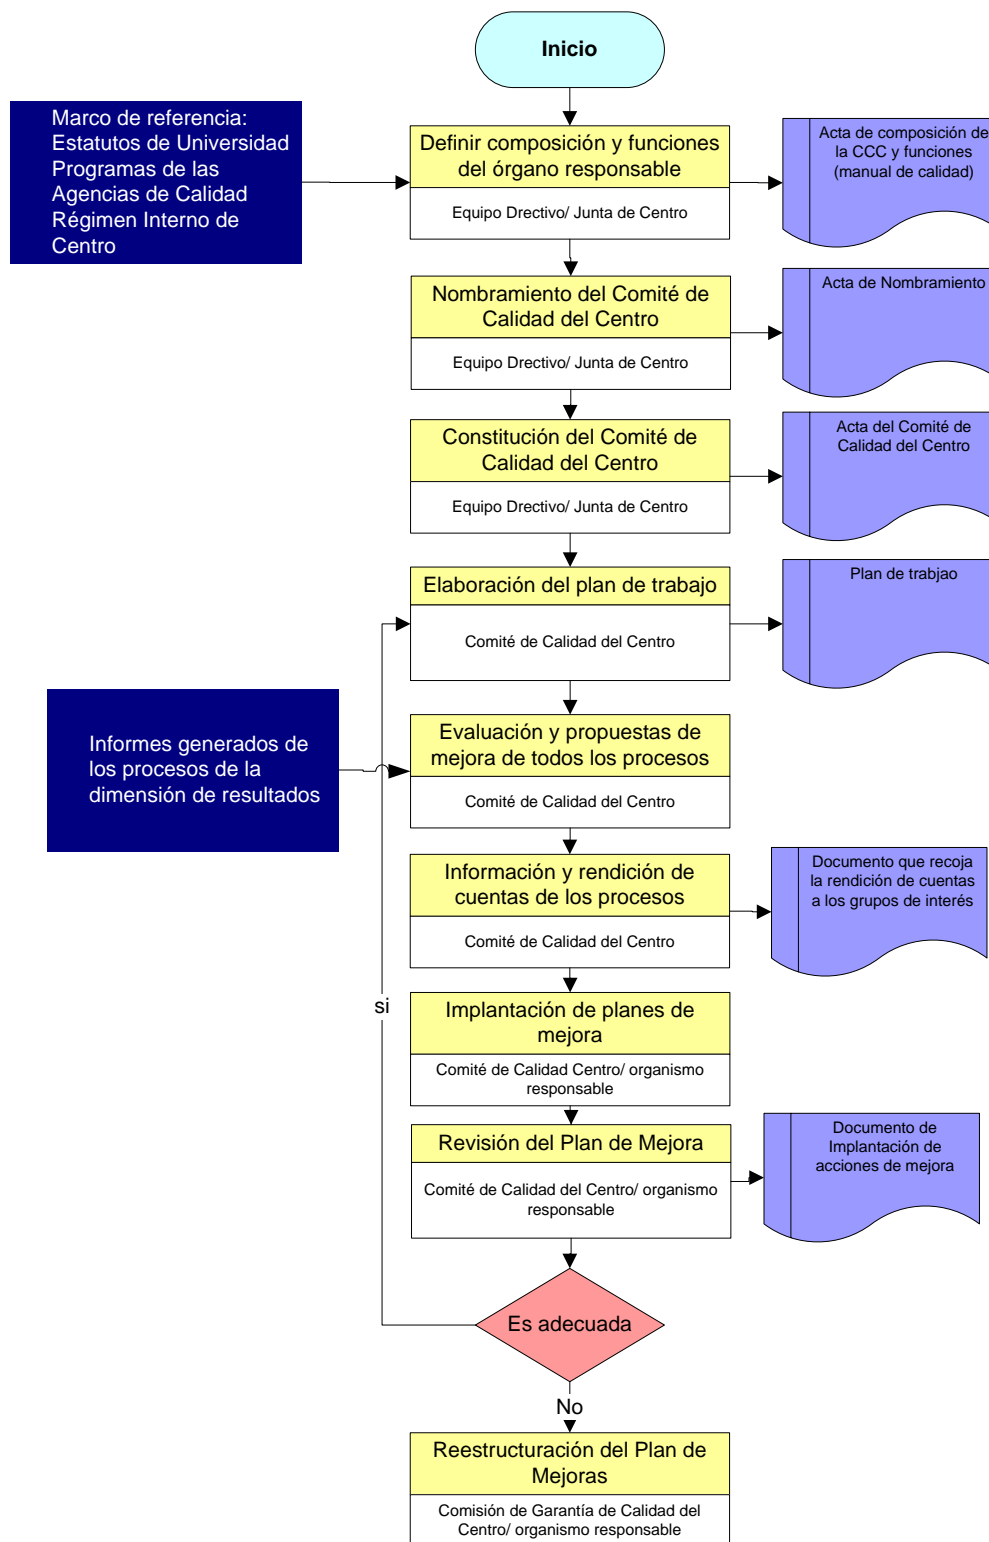 Inicio
Marco de referencia:
Estatutos de Universidad
Programas de las
Agencias de Calidad
Régimen Interno de
Centro
Definir composición y funciones
del órgano responsable
Equipo Drectivo/ Junta de Centro
Acta de composición de
la CCC y funciones
(manual de calidad)
Nombramiento del Comité de
Calidad del Centro
Equipo Drectivo/ Junta de Centro
Acta de Nombramiento
Constitución del Comité de
Calidad del Centro
Equipo Drectivo/ Junta de Centro
Acta del Comité de
Calidad del Centro
Elaboración del plan de trabajo
Comité de Calidad del Centro
Plan de trabjao
Informes generados de
los procesos de la
dimensión de resultados
Evaluación y propuestas de
mejora de todos los procesos
Comité de Calidad del Centro
Información y rendición de
cuentas de los procesos
Comité de Calidad del Centro
Documento que recoja
la rendición de cuentas
a los grupos de interés
si
Implantación de planes de
mejora
Comité de Calidad Centro/ organismo
responsable
Revisión del Plan de Mejora
Comité de Calidad del Centro/ organismo
responsable
Documento de
Implantación de
acciones de mejora
Es adecuada
No
Reestructuración del Plan de
Mejoras
Comisión de Garantía de Calidad del
Centro/ organismo responsable